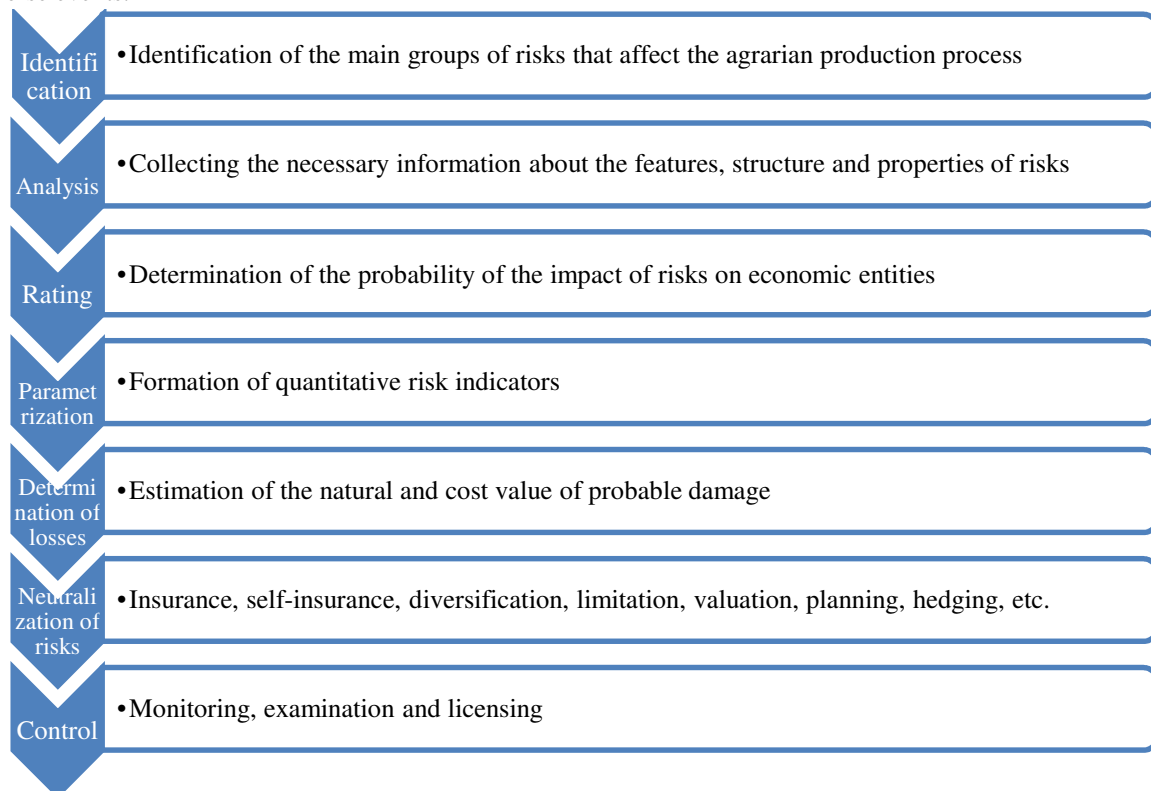 Identifi
cation
•Identification of the main groups of risks that affect the agrarian production process
Analysis
•Collecting the necessary information about the features, structure and properties of risks
Rating
•Determination of the probability of the impact of risks on economic entities
Paramet
rization
•Formation of quantitative risk indicators
Determi
nation of
losses
•Estimation of the natural and cost value of probable damage
Neutrali
zation of
risks
•Insurance, self-insurance, diversification, limitation, valuation, planning, hedging, etc.
Control
•Monitoring, examination and licensing